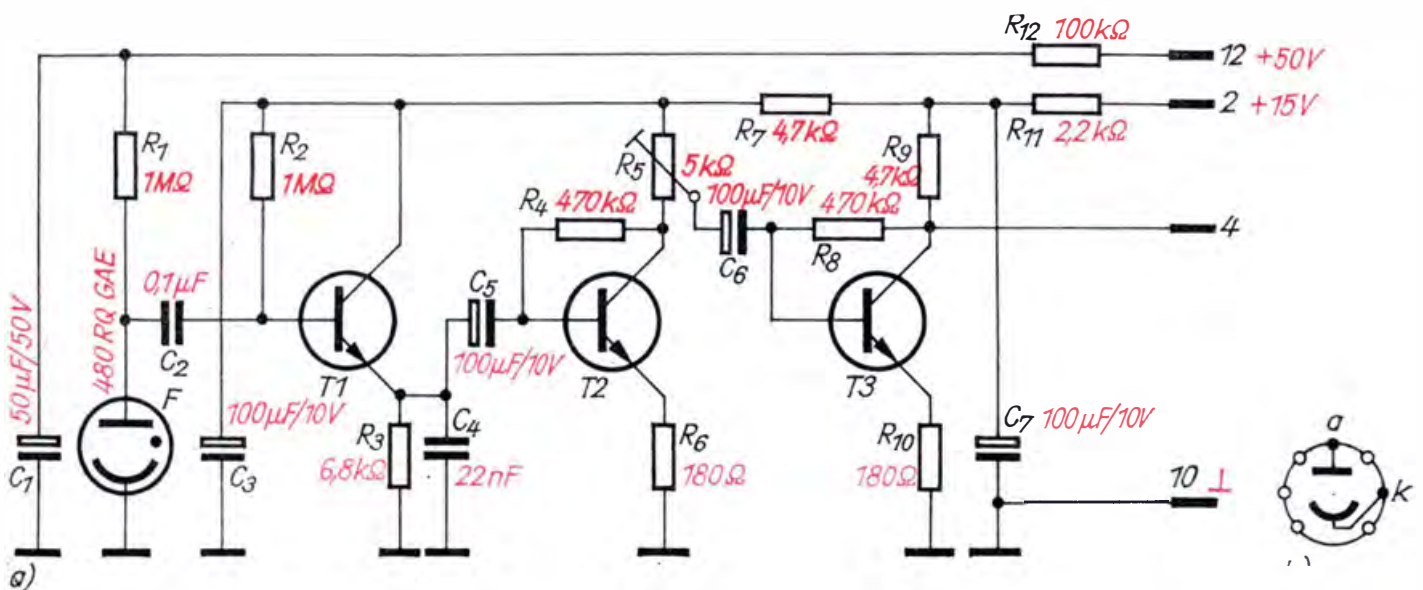 R12 100kΩ
12 +50V
2 +15V
R11 2,2kΩ
R1 1MΩ
R2 1MΩ
R7 4,7kΩ
R5 5kΩ
R9 4,7kΩ
R4 470kΩ
100µF/10V
C6
470kΩ
R8
4
0,1µF
C2
480 RQ GAE
F
50µF/50V
C1
100µF/10V
C3
T1
C5
100µF/10V
T2
T3
R3 6,8kΩ
C4 22nF
R6 180Ω
R10 180Ω
C7 100µF/10V
10 ⊥
a
k
a)